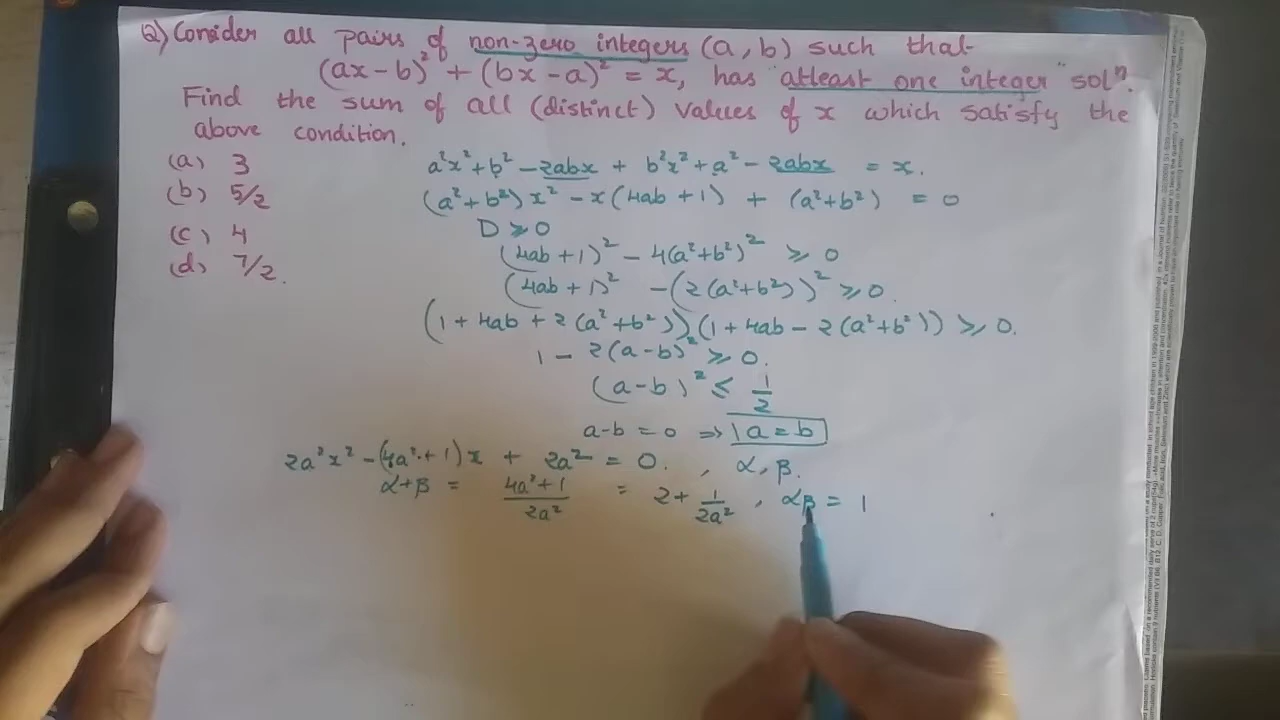 Q) Consider all pairs of non-zero integers (a, b) such that
(ax-b)² + (bx-a)² = x, has "atleast one integer" solⁿ.
Find the sum of all (distinct) values of x which satisfy the
above condition.
(a) 3
(b) 5/2
(c) 4
(d) 7/2.
a²x² + b² - 2abx + b²x² + a² - 2abx = x.
(a²+b²)x² - x(4ab+1) + (a²+b²) = 0
D ≥ 0
(4ab+1)² - 4(a²+b²)² ≥ 0
(4ab+1)² - (2(a²+b²))² ≥ 0.
(1+4ab+2(a²+b²))(1+4ab-2(a²+b²)) ≥ 0.
1 - 2(a-b)² ≥ 0.
(a-b)² ≤ 1/2
a-b = 0 ⇒ a = b
2a²x² - (4a²+1)x + 2a² = 0. , α, β.
α+β = 4a²+1/2a² = 2 + 1/2a² , αβ = 1